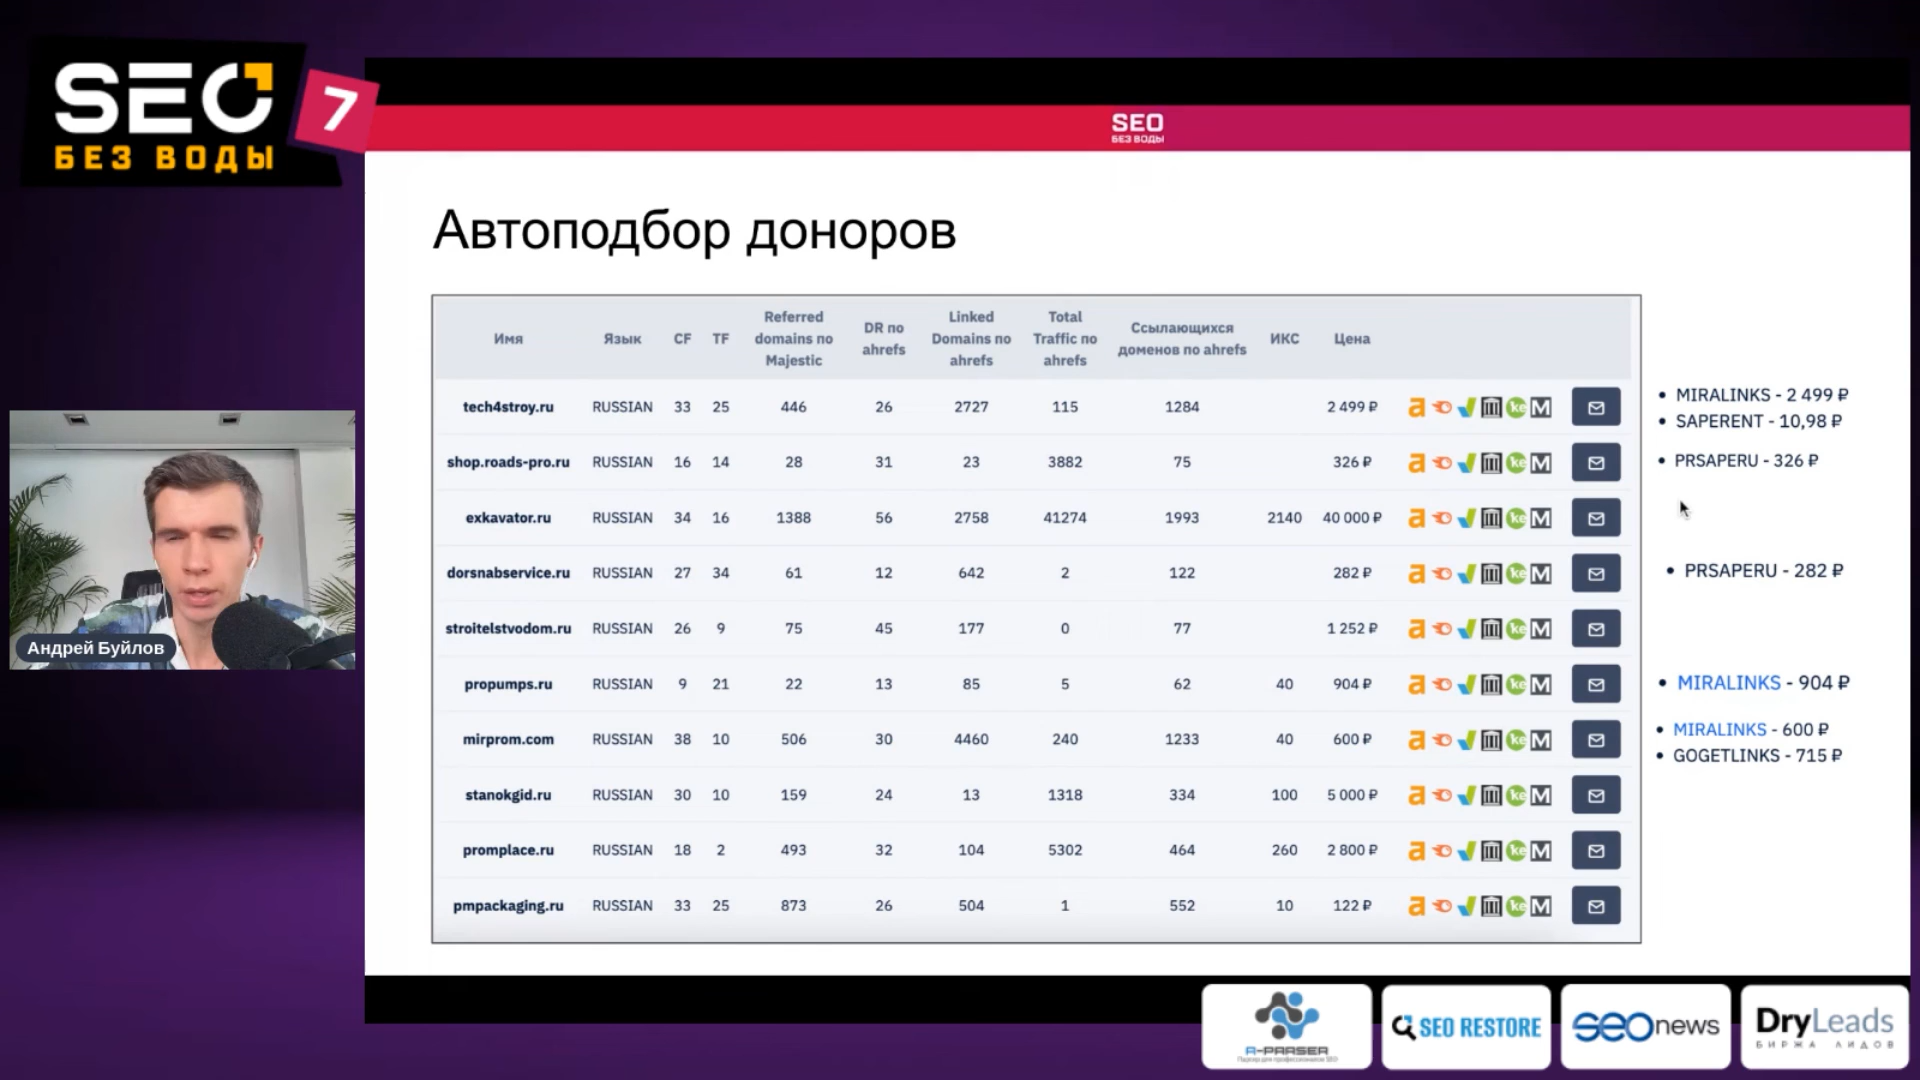 SEO 7
БЕЗ ВОДЫ
SEO
БЕЗ ВОДЫ
Автоподбор доноров
Имя Язык CF TF Referred domains по Majestic DR по ahrefs Linked Domains по ahrefs Total Traffic по ahrefs Ссылающихся доменов по ahrefs ИКС Цена
tech4stroy.ru RUSSIAN 33 25 446 26 2727 115 1284 2 499 ₽
shop.roads-pro.ru RUSSIAN 16 14 28 31 23 3882 75 326 ₽
exkavator.ru RUSSIAN 34 16 1388 56 2758 41274 1993 2140 40 000 ₽
dorsnabservice.ru RUSSIAN 27 34 61 12 642 2 122 282 ₽
stroitelstvodom.ru RUSSIAN 26 9 75 45 177 0 77 1 252 ₽
propumps.ru RUSSIAN 9 21 22 13 85 5 62 40 904 ₽
mirprom.com RUSSIAN 38 10 506 30 4460 240 1233 40 600 ₽
stanokgid.ru RUSSIAN 30 10 159 24 13 1318 334 100 5 000 ₽
promplace.ru RUSSIAN 18 2 493 32 104 5302 464 260 2 800 ₽
pmpackaging.ru RUSSIAN 33 25 873 26 504 1 552 10 122 ₽
• MIRALINKS - 2 499 ₽
• SAPERENT - 10,98 ₽
• PRSAPERU - 326 ₽
• PRSAPERU - 282 ₽
• MIRALINKS - 904 ₽
• MIRALINKS - 600 ₽
• GOGETLINKS - 715 ₽
Андрей Буйлов
A-PARSER
Парсер для профессионалов SEO
SEO RESTORE
seonews
DryLeads
БИРЖА ЛИДОВ